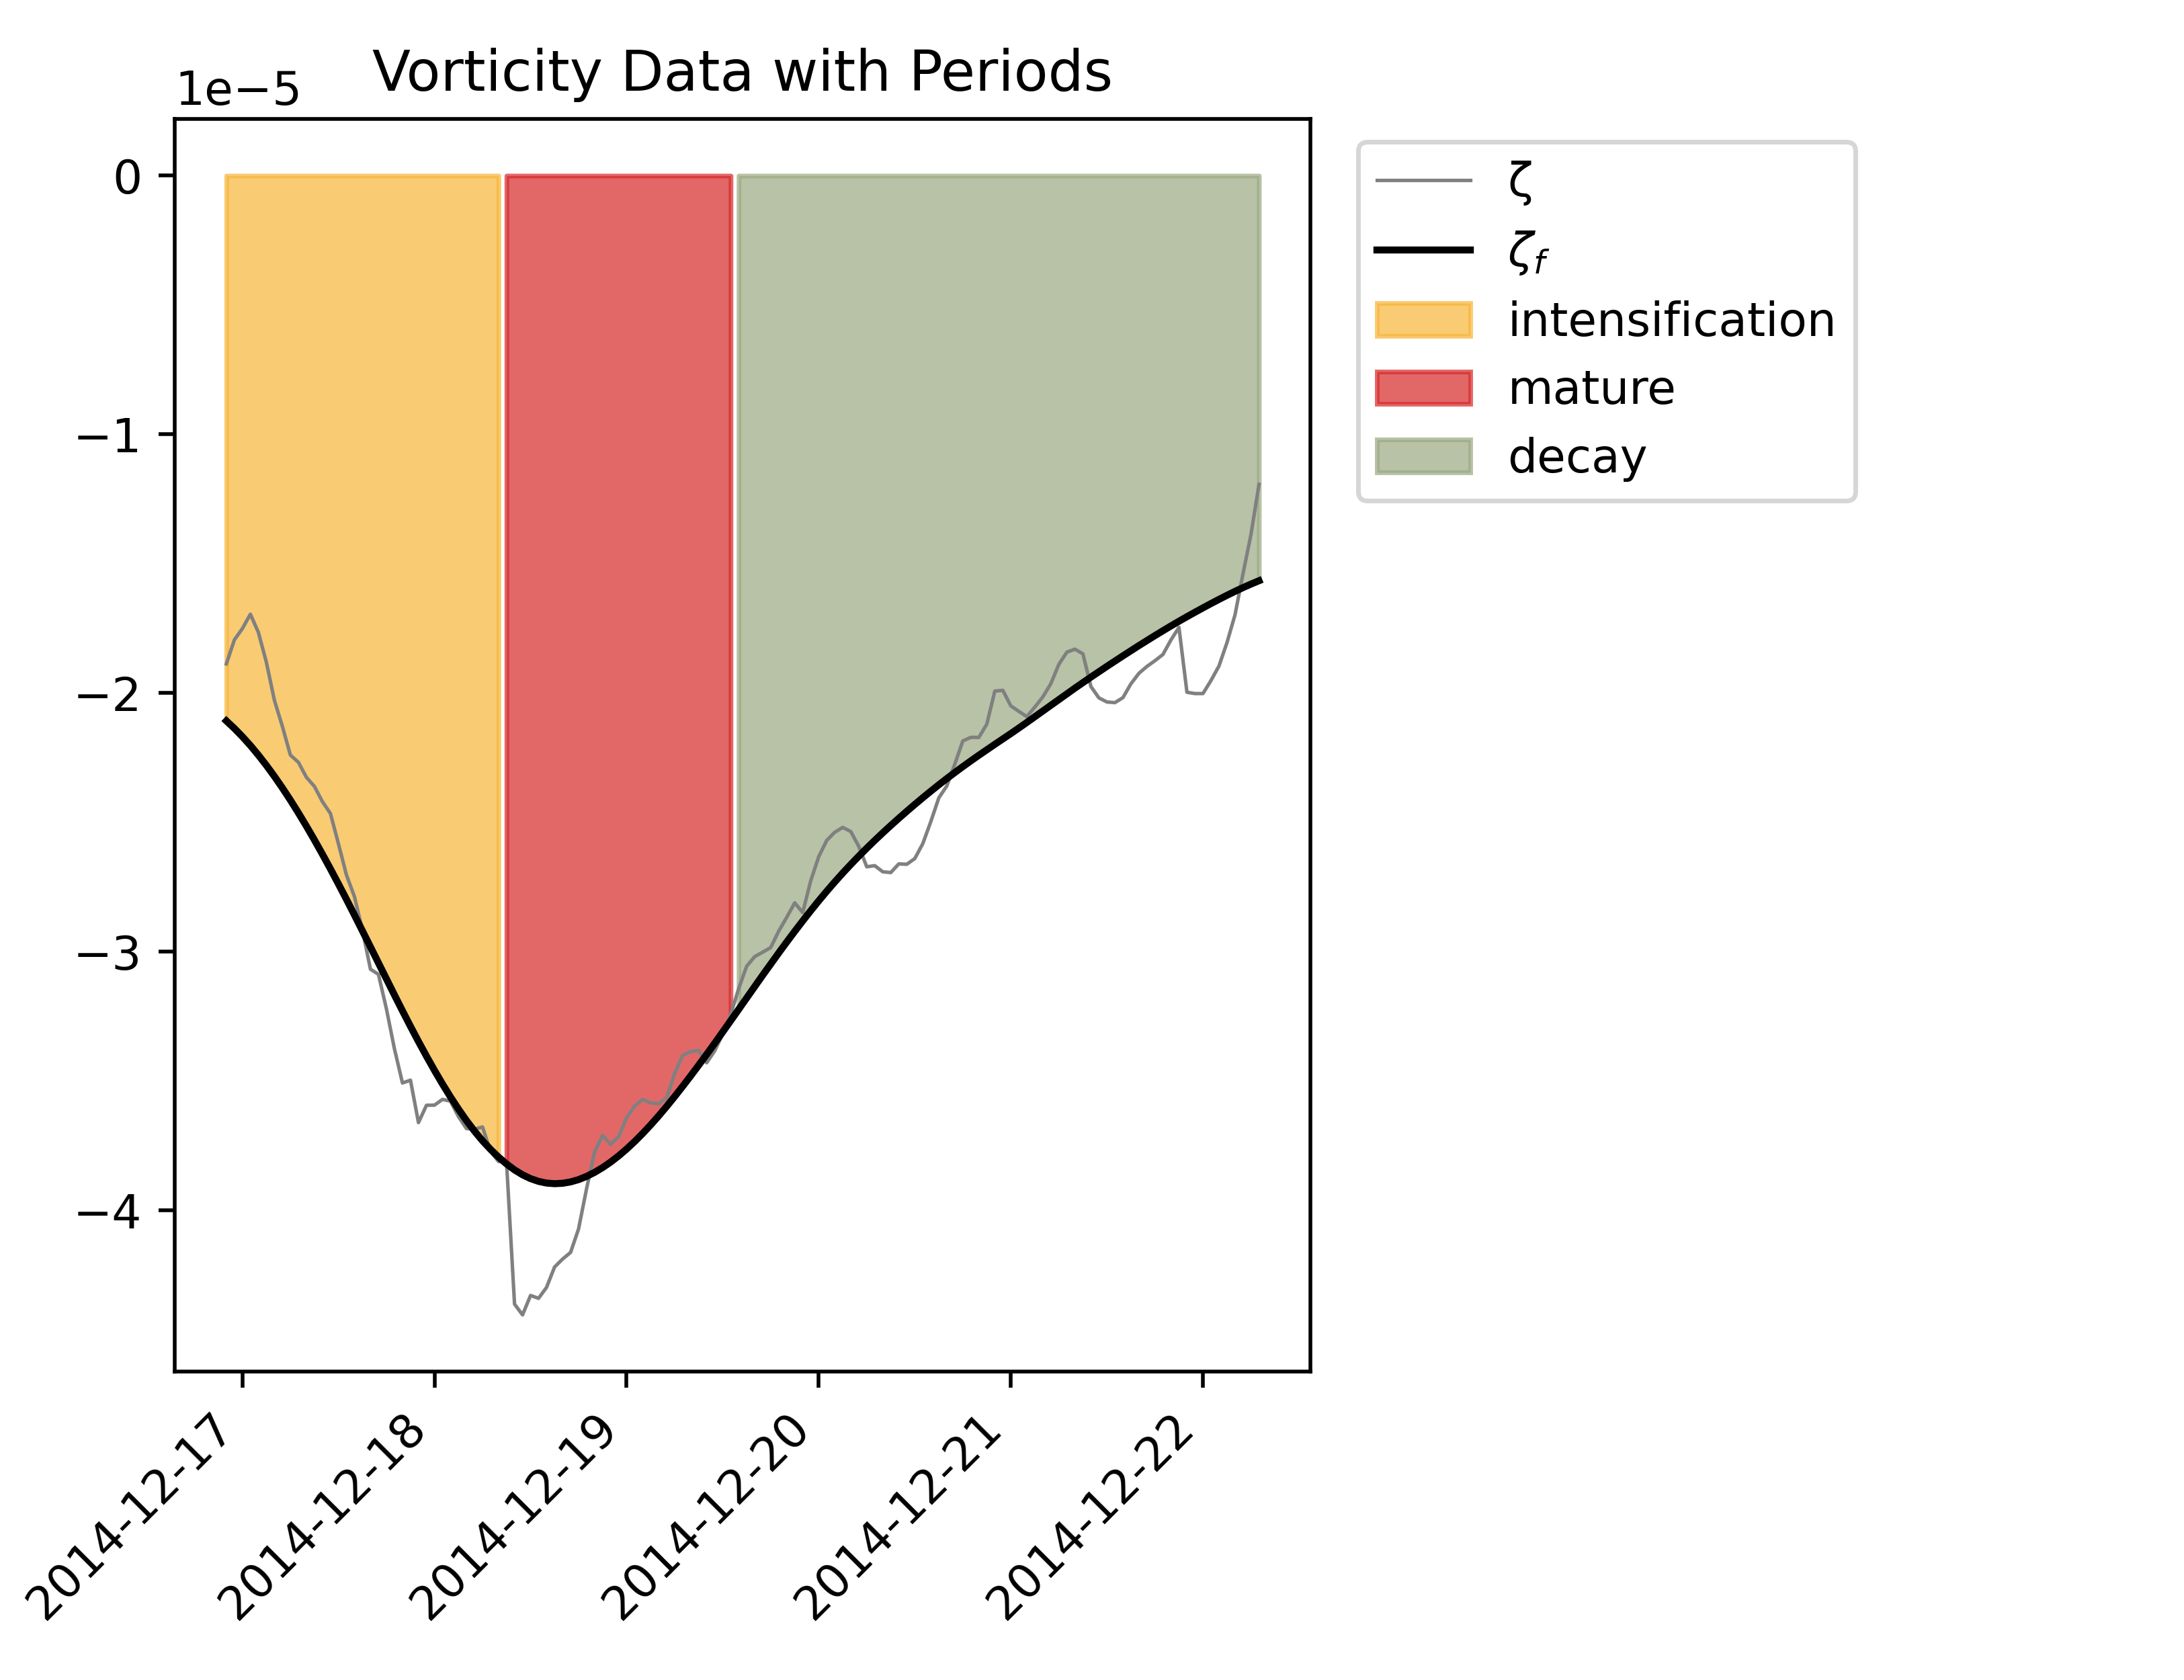 Vorticity Data with Periods
1e−5
0
−1
−2
−3
−4
2014-12-17
2014-12-18
2014-12-19
2014-12-20
2014-12-21
2014-12-22
ζ
ζf
intensification
mature
decay